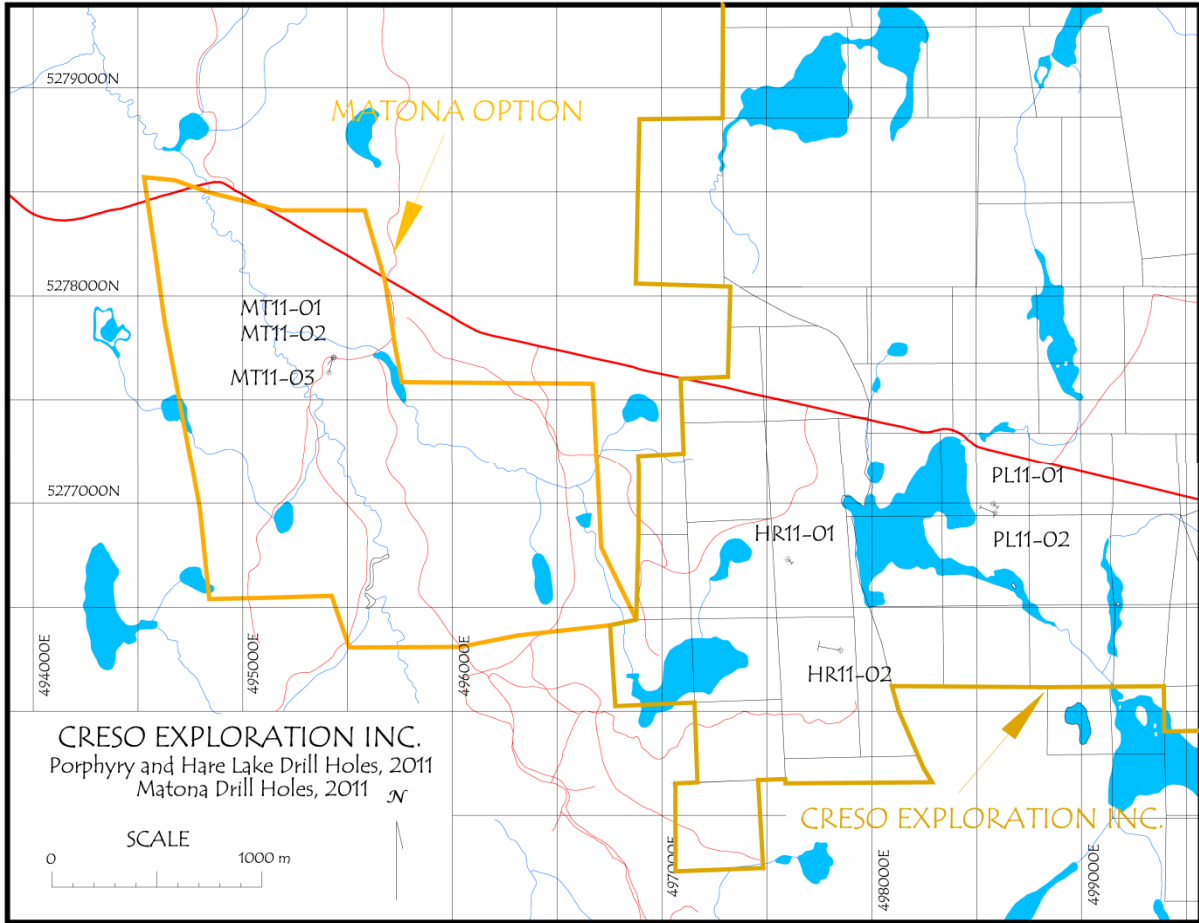 5279000N
MATONA OPTION
5278000N
MT11-01
MT11-02
MT11-03
5277000N
PL11-01
HR11-01
PL11-02
494000E
495000E
496000E
HR11-02
CRESO EXPLORATION INC.
Porphyry and Hare Lake Drill Holes, 2011
Matona Drill Holes, 2011
N
CRESO EXPLORATION INC.
SCALE
0
1000 m
497000E
498000E
499000E